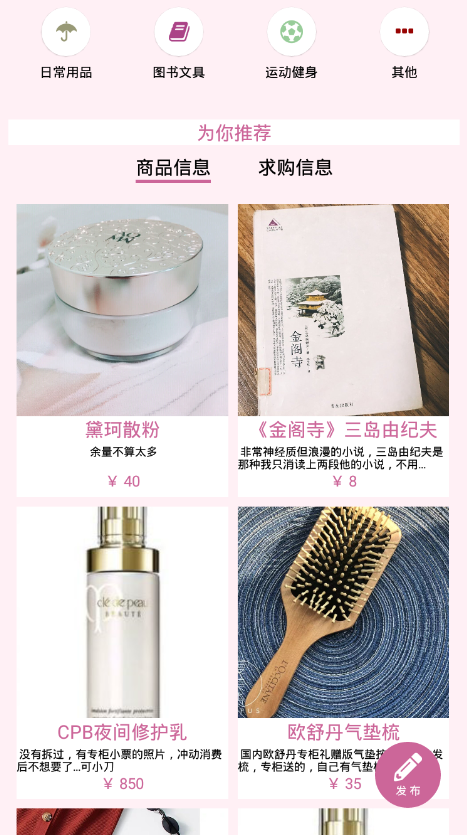 日常用品
图书文具
运动健身
其他
为你推荐
商品信息
求购信息
金阁寺
clé de peau
BEAUTÉ
黛珂散粉
余量不算太多
¥ 40
《金阁寺》三岛由纪夫
非常神经质但浪漫的小说，三岛由纪夫是
那种我只消读上两段他的小说，不用...
¥ 8
CPB夜间修护乳
没有拆过，有专柜小票的照片，冲动消费
后不想要了...可小刀
¥ 850
欧舒丹气垫梳
国内欧舒丹专柜礼赠版气垫按
发
梳，专柜送的，自己有气垫
¥ 35
发布